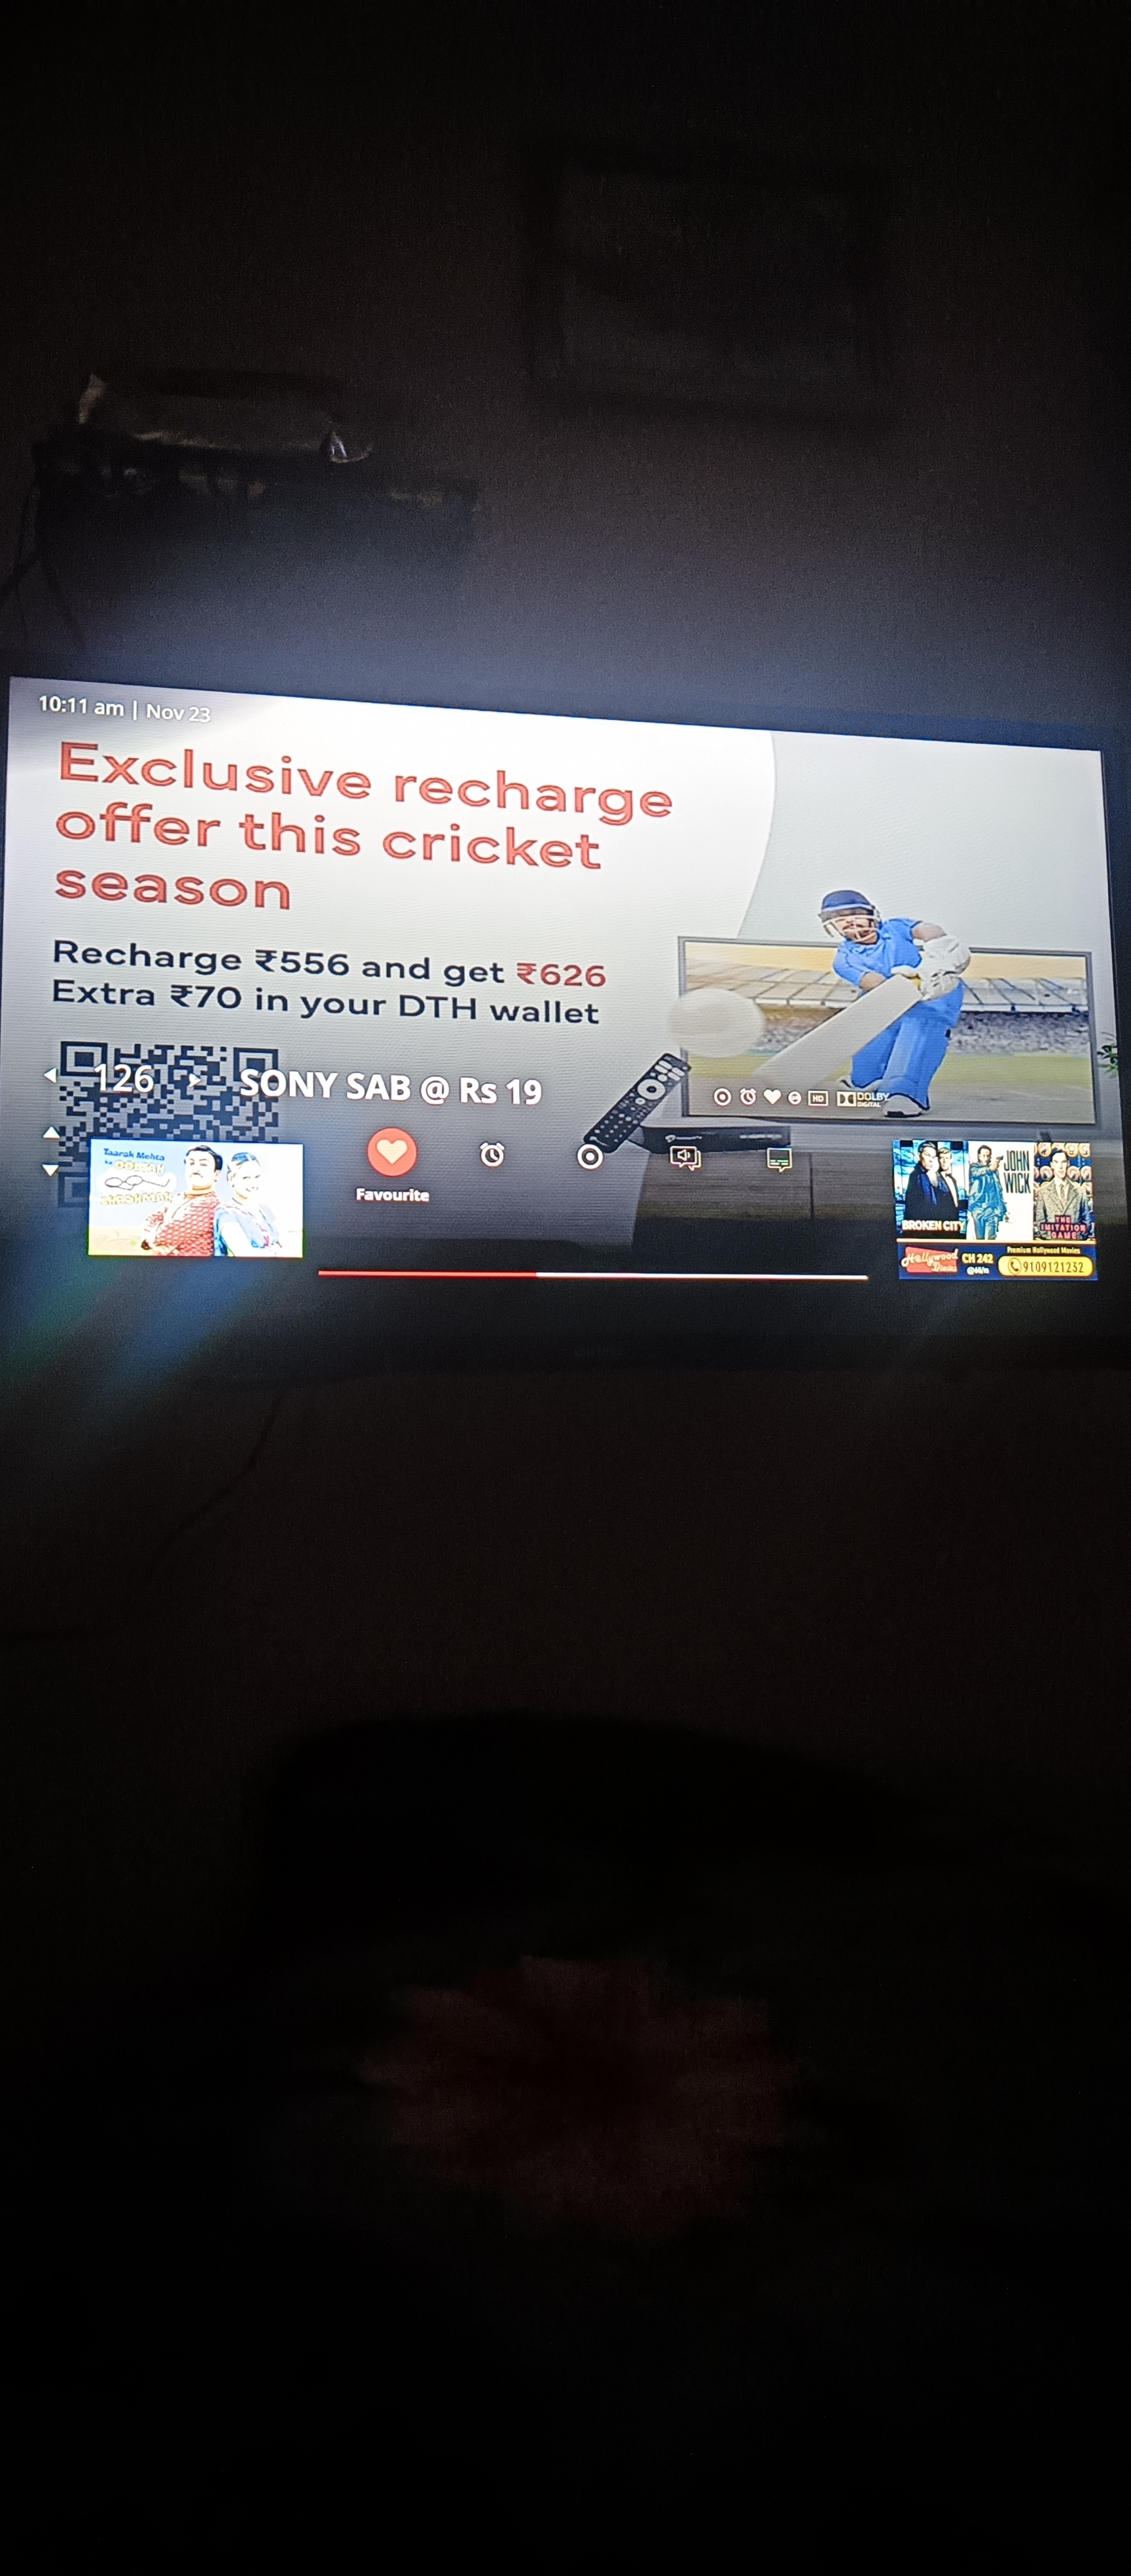 10:11 am | Nov 23
Exclusive recharge
offer this cricket
season
Recharge ₹556 and get ₹626
Extra ₹70 in your DTH wallet
126
SONY SAB @ Rs 19
HD
DOLBY
DIGITAL
Taarak Mehta
Favourite
BROKEN CITY
JOHN
WICK
THE
IMITATION
GAME
Hollywood
CH 242
Premium Hollywood Movies
9109121232